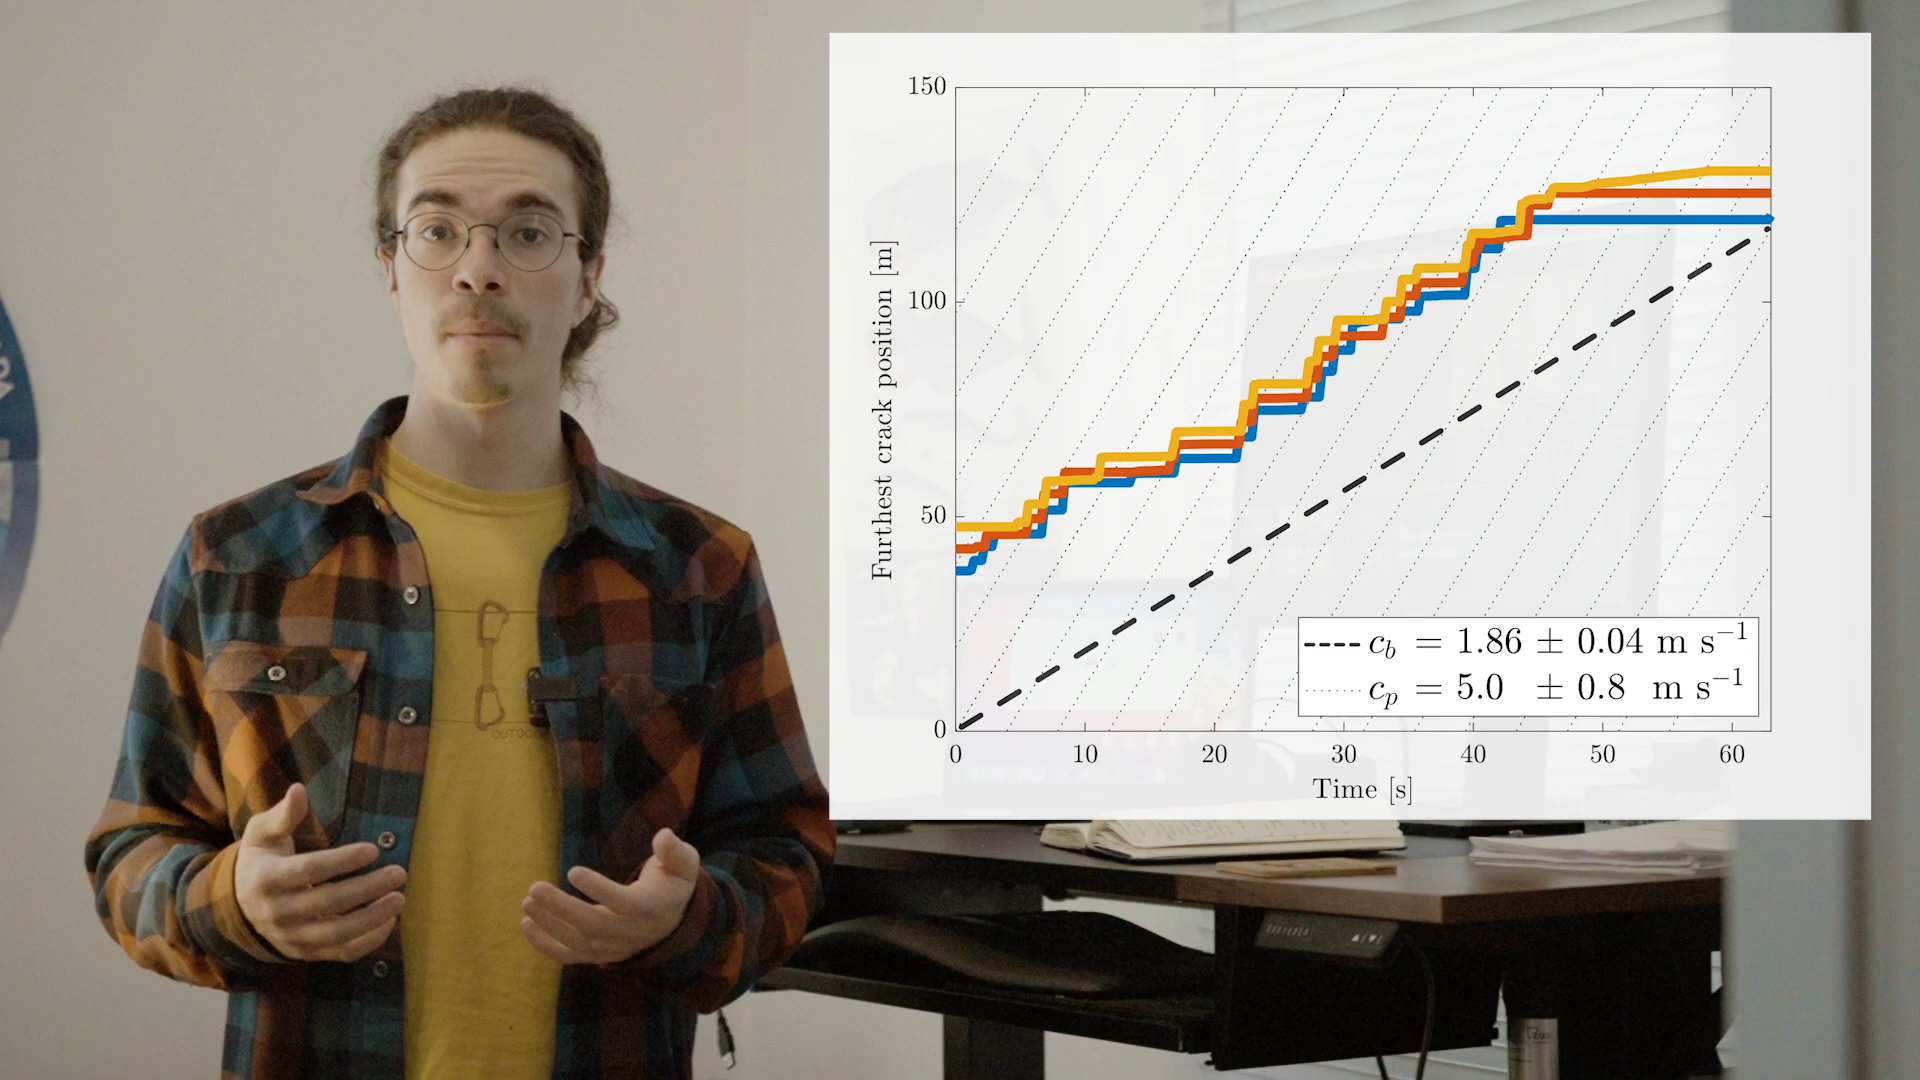 150
100
50
0
Furthest crack position [m]
0 10 20 30 40 50 60
Time [s]
c_b = 1.86 ± 0.04 m s⁻¹
c_p = 5.0 ± 0.8 m s⁻¹
OUTDOO